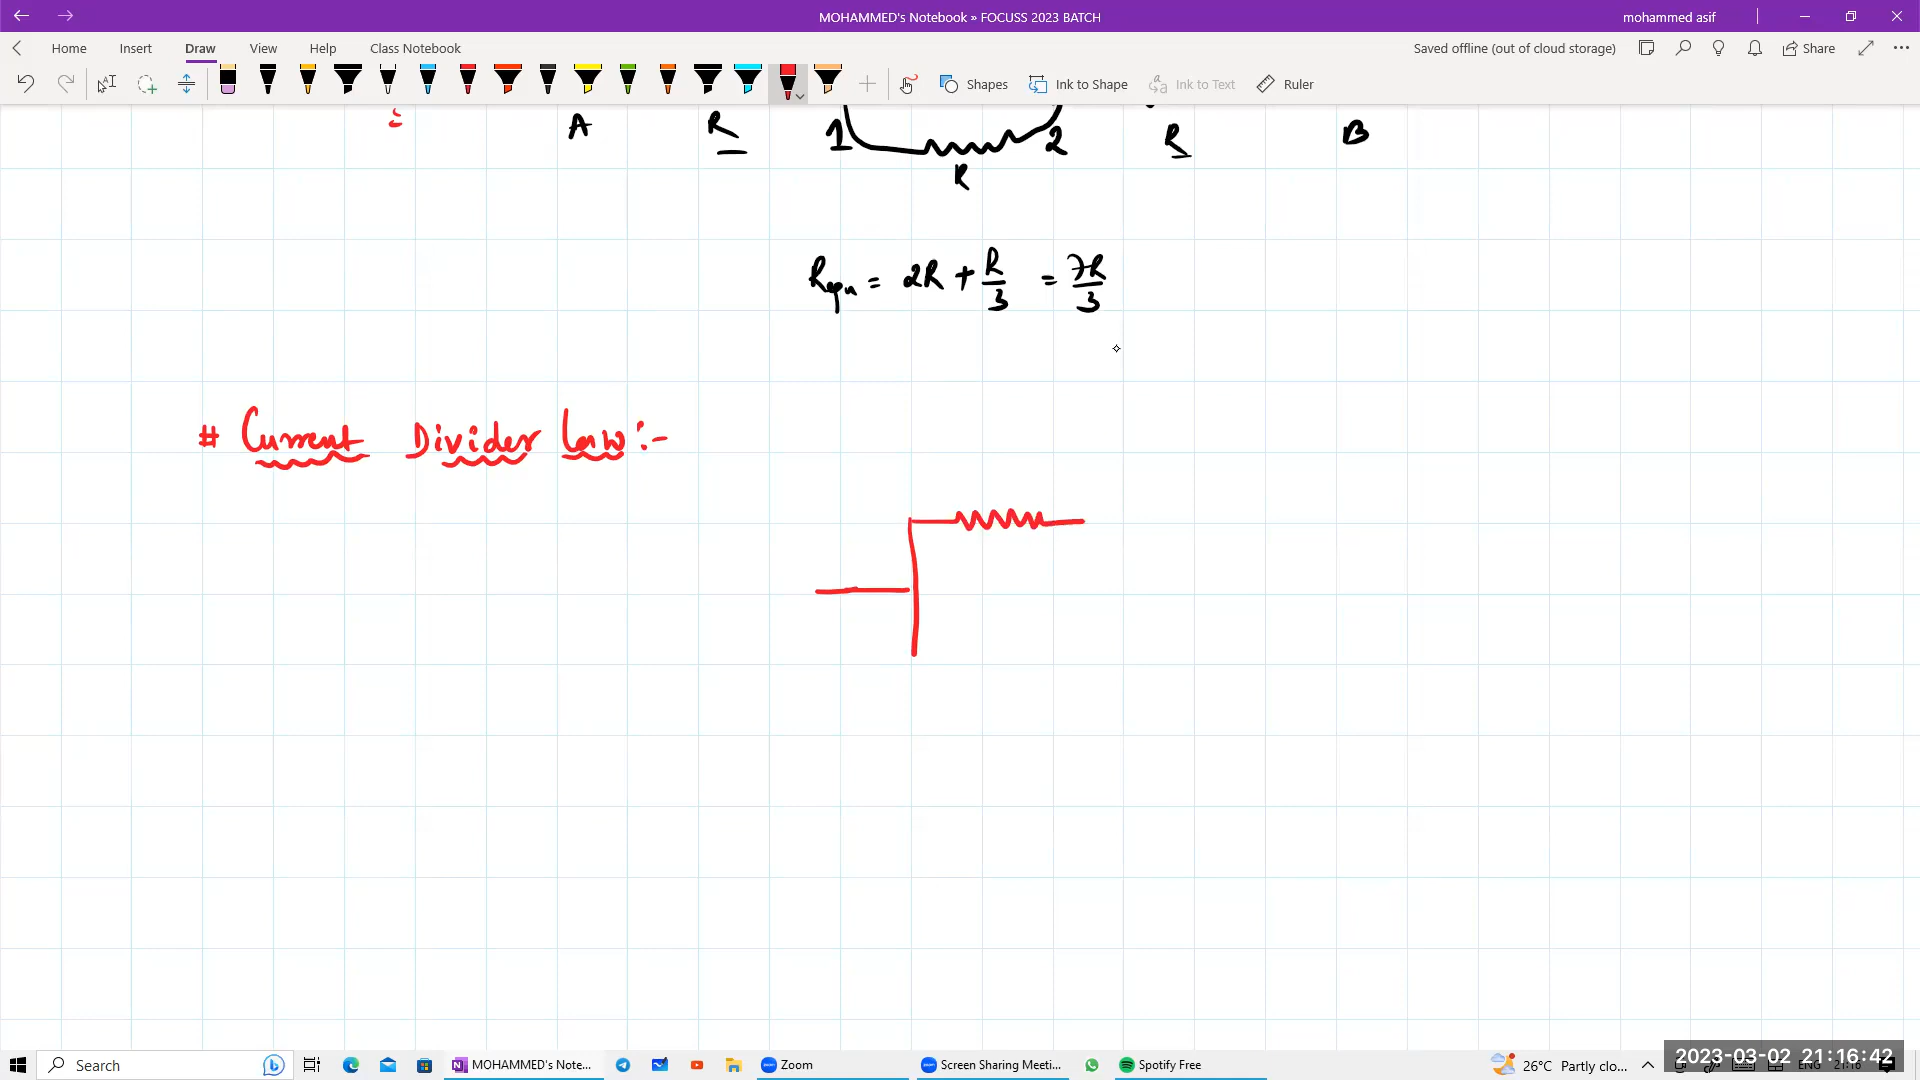 MOHAMMED's Notebook » FOCUSS 2023 BATCH
mohammed asif
Home Insert Draw View Help Class Notebook
Saved offline (out of cloud storage)
Share
Shapes
Ink to Shape
Ink to Text
Ruler
A R 1 2 R B
R
Reqn = 2R + R/3 = 7R/3
# Current Divider Law :-
Search
MOHAMMED's Note...
Zoom
Screen Sharing Meeti...
Spotify Free
26°C Partly clo...
ENG
21:16
2023-03-02 21:16:42